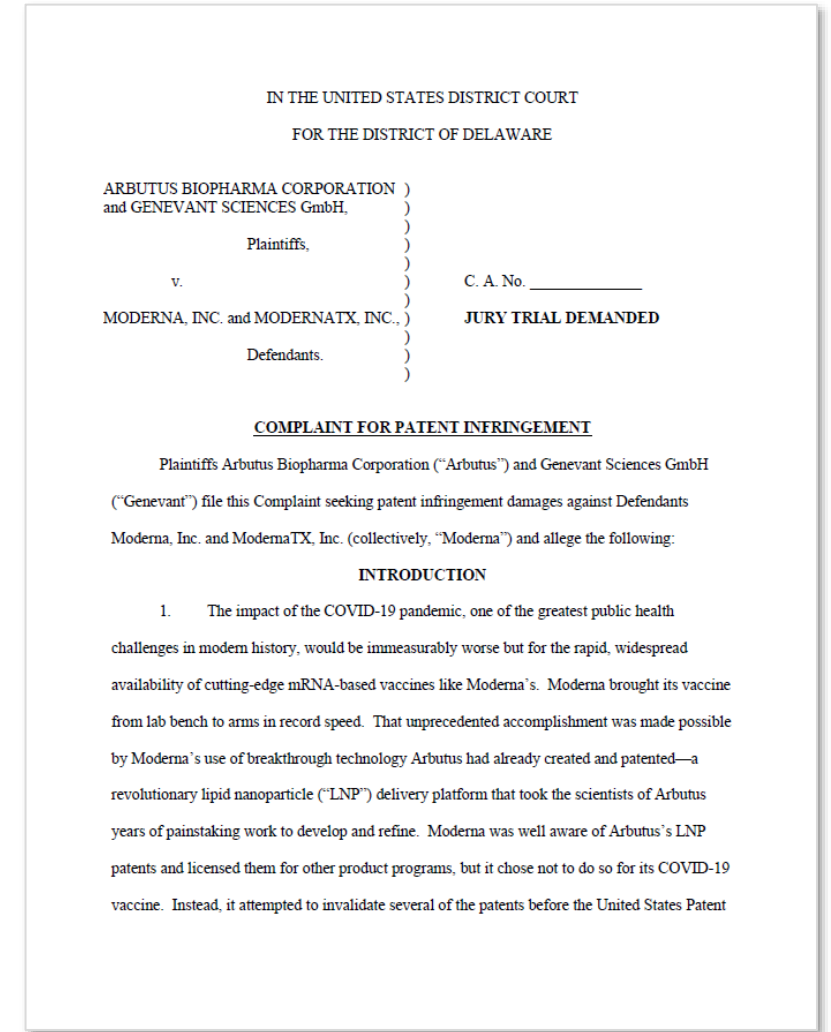 IN THE UNITED STATES DISTRICT COURT
FOR THE DISTRICT OF DELAWARE
ARBUTUS BIOPHARMA CORPORATION )
and GENEVANT SCIENCES GmbH, )
)
Plaintiffs, )
)
v. ) C. A. No. ______________
)
MODERNA, INC. and MODERNATX, INC., ) JURY TRIAL DEMANDED
)
Defendants. )
)
COMPLAINT FOR PATENT INFRINGEMENT
Plaintiffs Arbutus Biopharma Corporation (“Arbutus”) and Genevant Sciences GmbH
(“Genevant”) file this Complaint seeking patent infringement damages against Defendants
Moderna, Inc. and ModernaTX, Inc. (collectively, “Moderna”) and allege the following:
INTRODUCTION
1. The impact of the COVID-19 pandemic, one of the greatest public health
challenges in modern history, would be immeasurably worse but for the rapid, widespread
availability of cutting-edge mRNA-based vaccines like Moderna’s. Moderna brought its vaccine
from lab bench to arms in record speed. That unprecedented accomplishment was made possible
by Moderna’s use of breakthrough technology Arbutus had already created and patented—a
revolutionary lipid nanoparticle (“LNP”) delivery platform that took the scientists of Arbutus
years of painstaking work to develop and refine. Moderna was well aware of Arbutus’s LNP
patents and licensed them for other product programs, but it chose not to do so for its COVID-19
vaccine. Instead, it attempted to invalidate several of the patents before the United States Patent